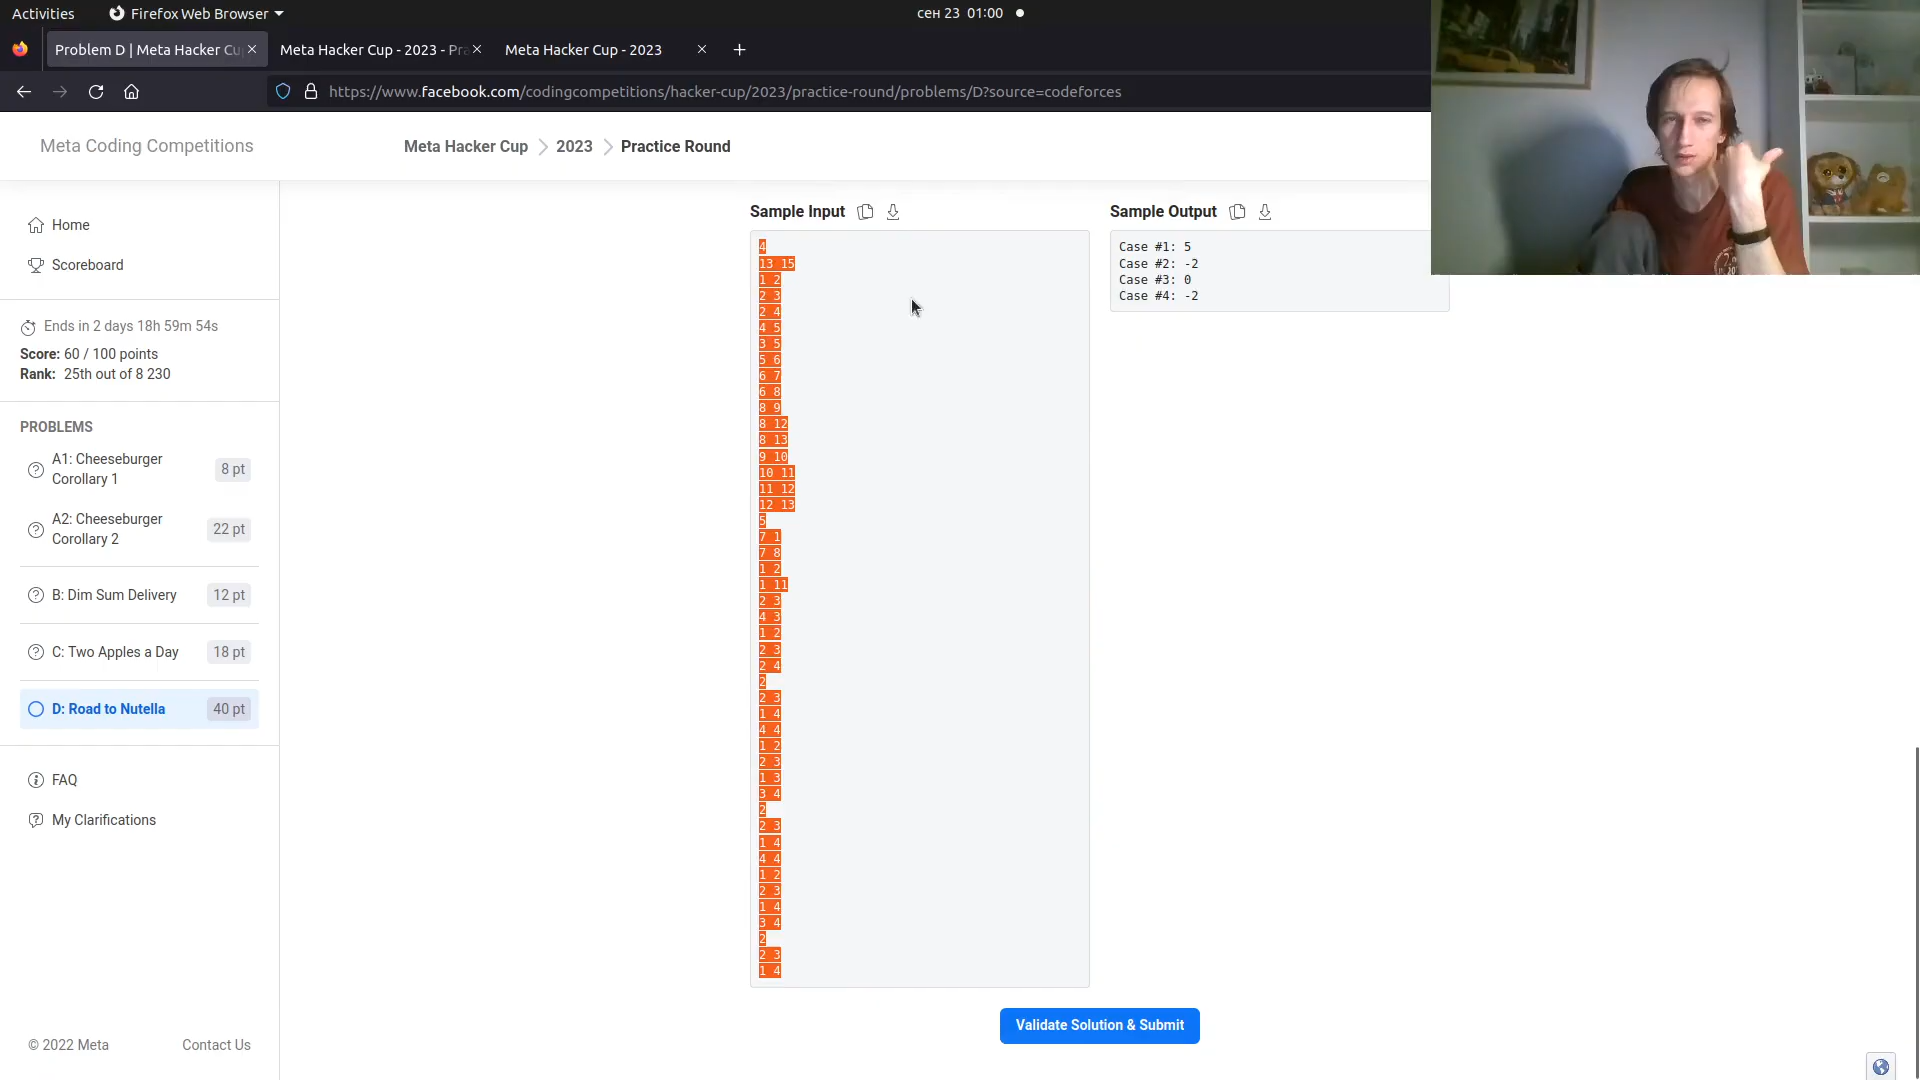 Activities
Firefox Web Browser
сен 23 01:00
Problem D | Meta Hacker Cu
Meta Hacker Cup - 2023 - Pra
Meta Hacker Cup - 2023
https://www.facebook.com/codingcompetitions/hacker-cup/2023/practice-round/problems/D?source=codeforces
Meta Coding Competitions
Meta Hacker Cup
2023
Practice Round
Home
Scoreboard
Ends in 2 days 18h 59m 54s
Score: 60 / 100 points
Rank: 25th out of 8 230
PROBLEMS
A1: Cheeseburger
Corollary 1
8 pt
A2: Cheeseburger
Corollary 2
22 pt
B: Dim Sum Delivery
12 pt
C: Two Apples a Day
18 pt
D: Road to Nutella
40 pt
FAQ
My Clarifications
© 2022 Meta
Contact Us
Sample Input
4
13 15
1 2
2 3
2 4
4 5
3 5
5 6
6 7
6 8
8 9
8 12
8 13
9 10
10 11
11 12
12 13
5
7 1
7 8
1 2
1 11
2 3
4 3
1 2
2 3
2 4
2
2 3
1 4
4 4
1 2
2 3
1 3
3 4
2
2 3
1 4
4 4
1 2
2 3
1 4
3 4
2
2 3
1 4
Sample Output
Case #1: 5
Case #2: -2
Case #3: 0
Case #4: -2
Validate Solution & Submit